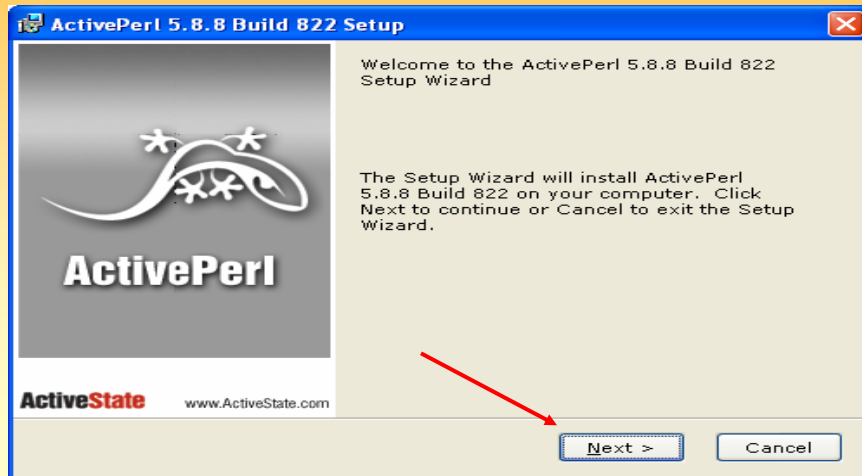 ActivePerl 5.8.8 Build 822 Setup
Welcome to the ActivePerl 5.8.8 Build 822
Setup Wizard
The Setup Wizard will install ActivePerl
5.8.8 Build 822 on your computer. Click
Next to continue or Cancel to exit the Setup
Wizard.
ActivePerl
ActiveState www.ActiveState.com
Next > Cancel